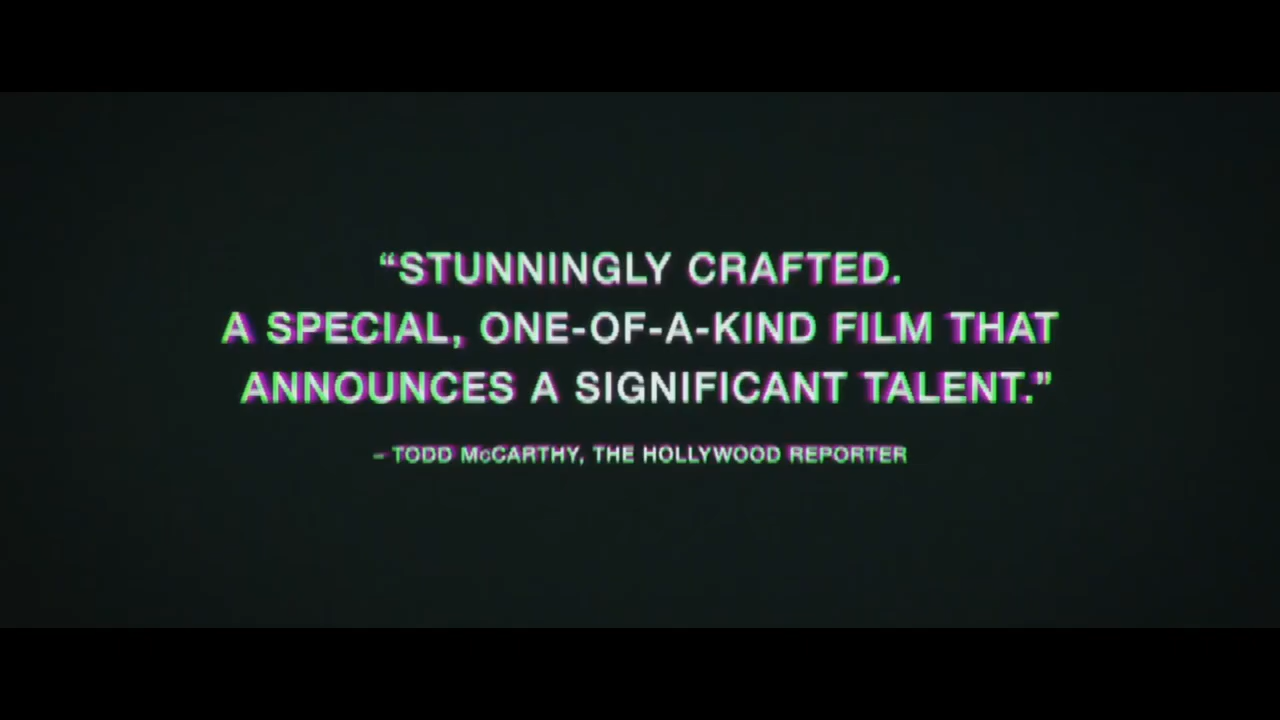 “STUNNINGLY CRAFTED.
A SPECIAL, ONE-OF-A-KIND FILM THAT
ANNOUNCES A SIGNIFICANT TALENT.”
– TODD McCARTHY, THE HOLLYWOOD REPORTER